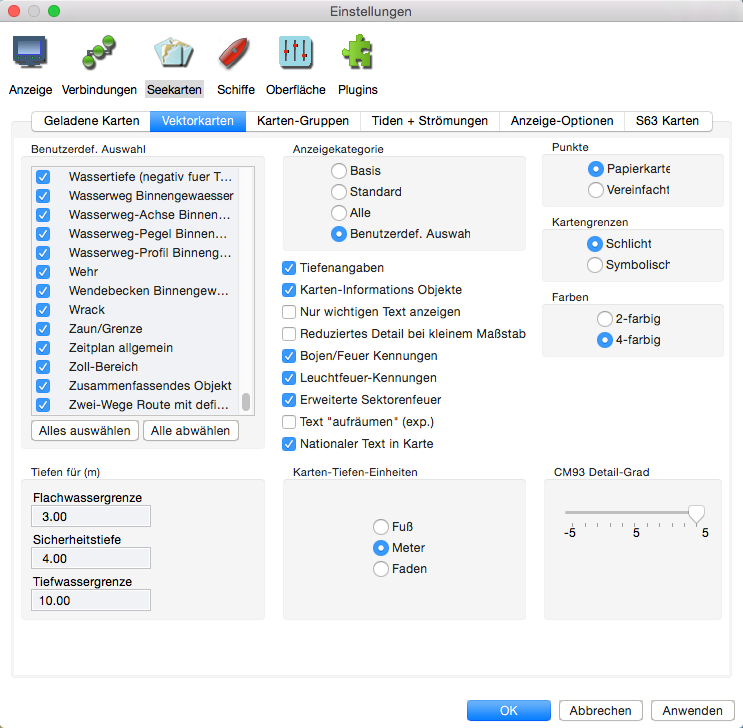 Einstellungen
Anzeige Verbindungen Seekarten Schiffe Oberfläche Plugins
Geladene Karten Vektorkarten Karten-Gruppen Tiden + Strömungen Anzeige-Optionen S63 Karten
Benutzerdef. Auswahl
Wassertiefe (negativ fuer T...
Wasserweg Binnengewaesser
Wasserweg-Achse Binnen...
Wasserweg-Pegel Binnen...
Wasserweg-Profil Binneng...
Wehr
Wendebecken Binnengew...
Wrack
Zaun/Grenze
Zeitplan allgemein
Zoll-Bereich
Zusammenfassendes Objekt
Zwei-Wege Route mit defi...
Alles auswählen Alle abwählen
Anzeigekategorie
Basis
Standard
Alle
Benutzerdef. Auswah
Tiefenangaben
Karten-Informations Objekte
Nur wichtigen Text anzeigen
Reduziertes Detail bei kleinem Maßstab
Bojen/Feuer Kennungen
Leuchtfeuer-Kennungen
Erweiterte Sektorenfeuer
Text "aufräumen" (exp.)
Nationaler Text in Karte
Punkte
Papierkarte
Vereinfacht
Kartengrenzen
Schlicht
Symbolisch
Farben
2-farbig
4-farbig
Tiefen für (m)
Flachwassergrenze
3.00
Sicherheitstiefe
4.00
Tiefwassergrenze
10.00
Karten-Tiefen-Einheiten
Fuß
Meter
Faden
CM93 Detail-Grad
-5 5 5
OK Abbrechen Anwenden